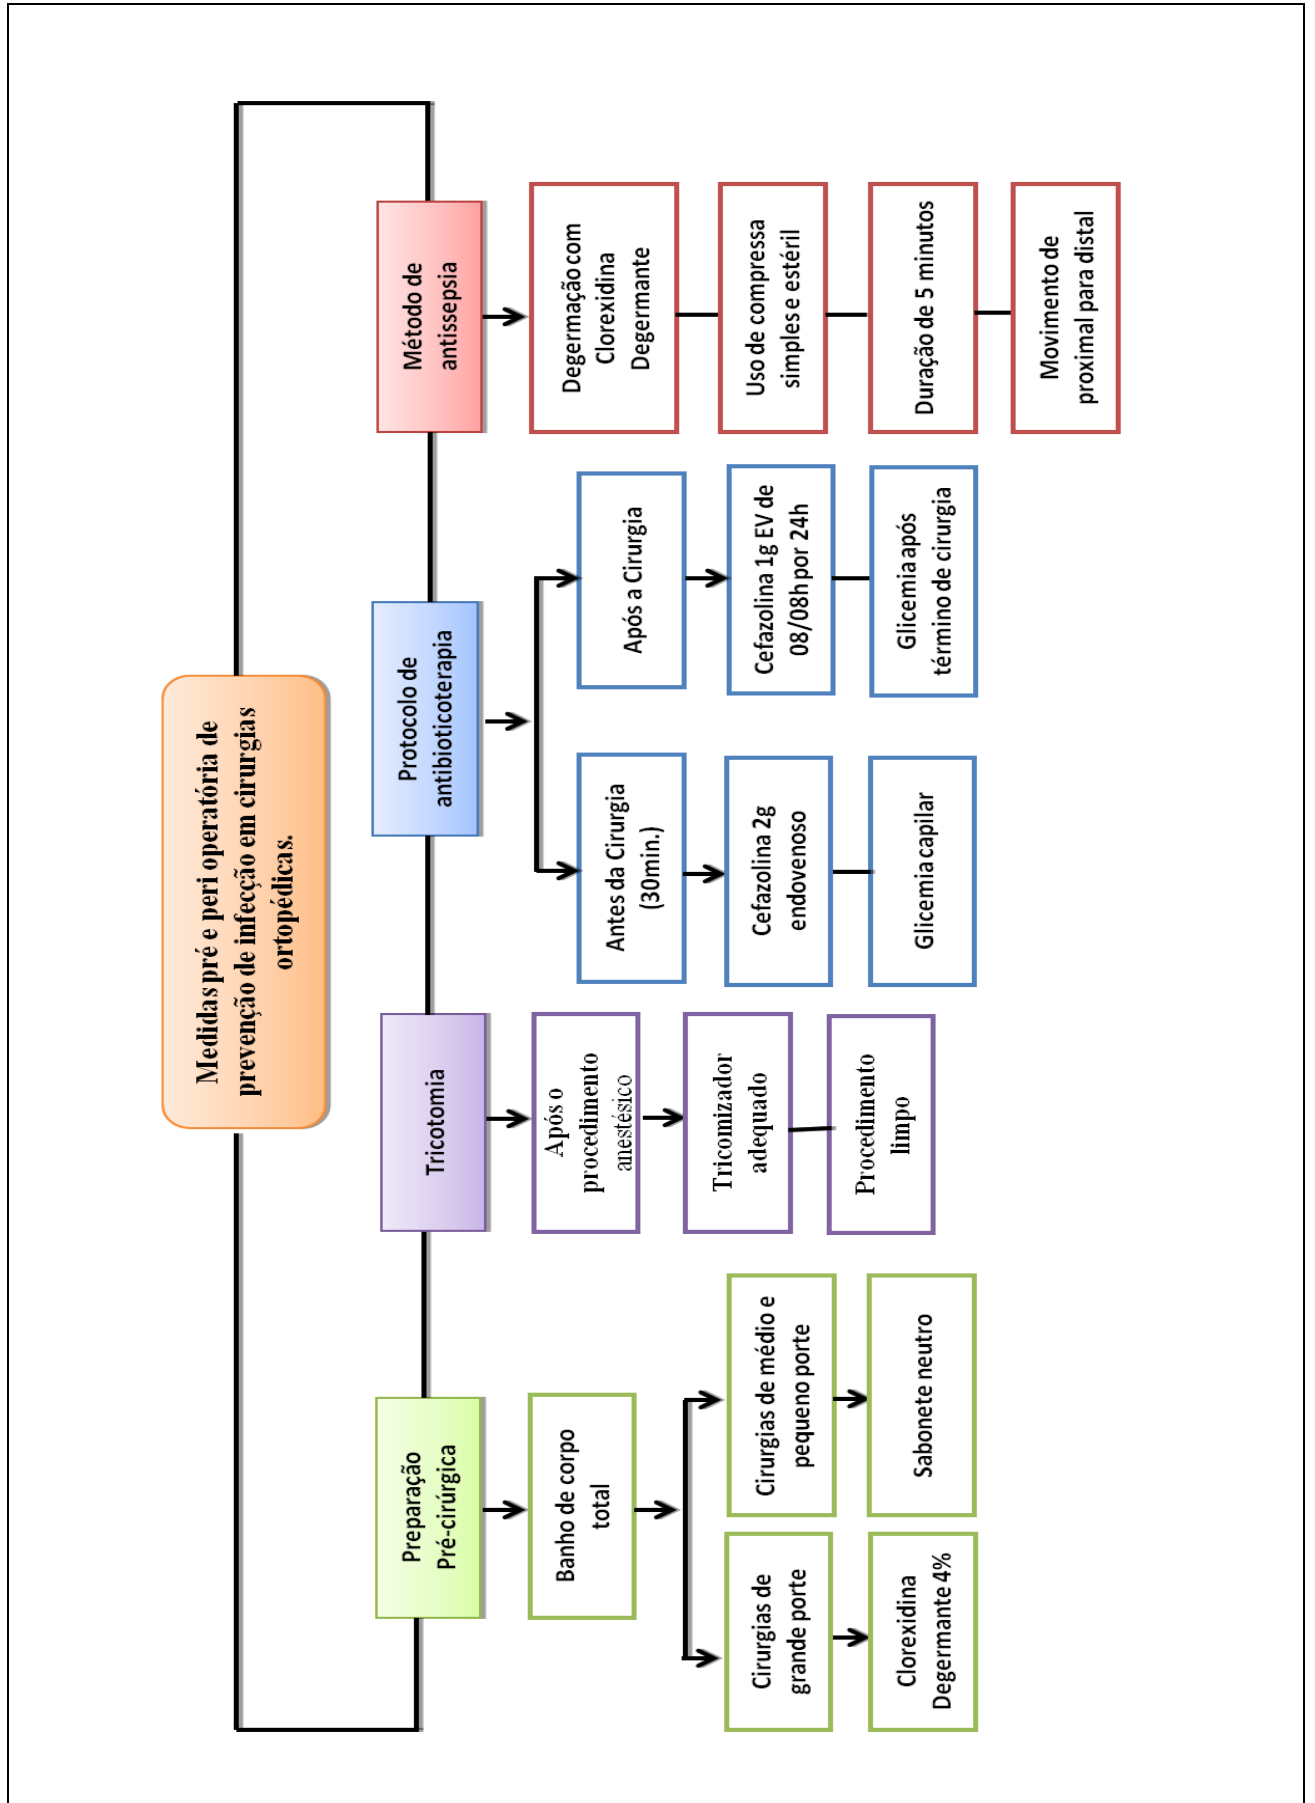 Medidas pré e peri operatória de
prevenção de infecção em cirurgias
ortopédicas.
Preparação
Pré-cirúrgica
Banho de corpo
total
Cirurgias de
grande porte
Clorexidina
Degermante 4%
Cirurgias de médio e
pequeno porte
Sabonete neutro
Tricotomia
Após o
procedimento
anestésico
Tricomizador
adequado
Procedimento
limpo
Protocolo de
antibioticoterapia
Antes da Cirurgia
(30min.)
Cefazolina 2g
endovenoso
Glicemia capilar
Após a Cirurgia
Cefazolina 1g EV de
08/08h por 24h
Glicemia após
término de cirurgia
Método de
antissepsia
Degermação com
Clorexidina
Degermante
Uso de compressa
simples e estéril
Duração de 5 minutos
Movimento de
proximal para distal